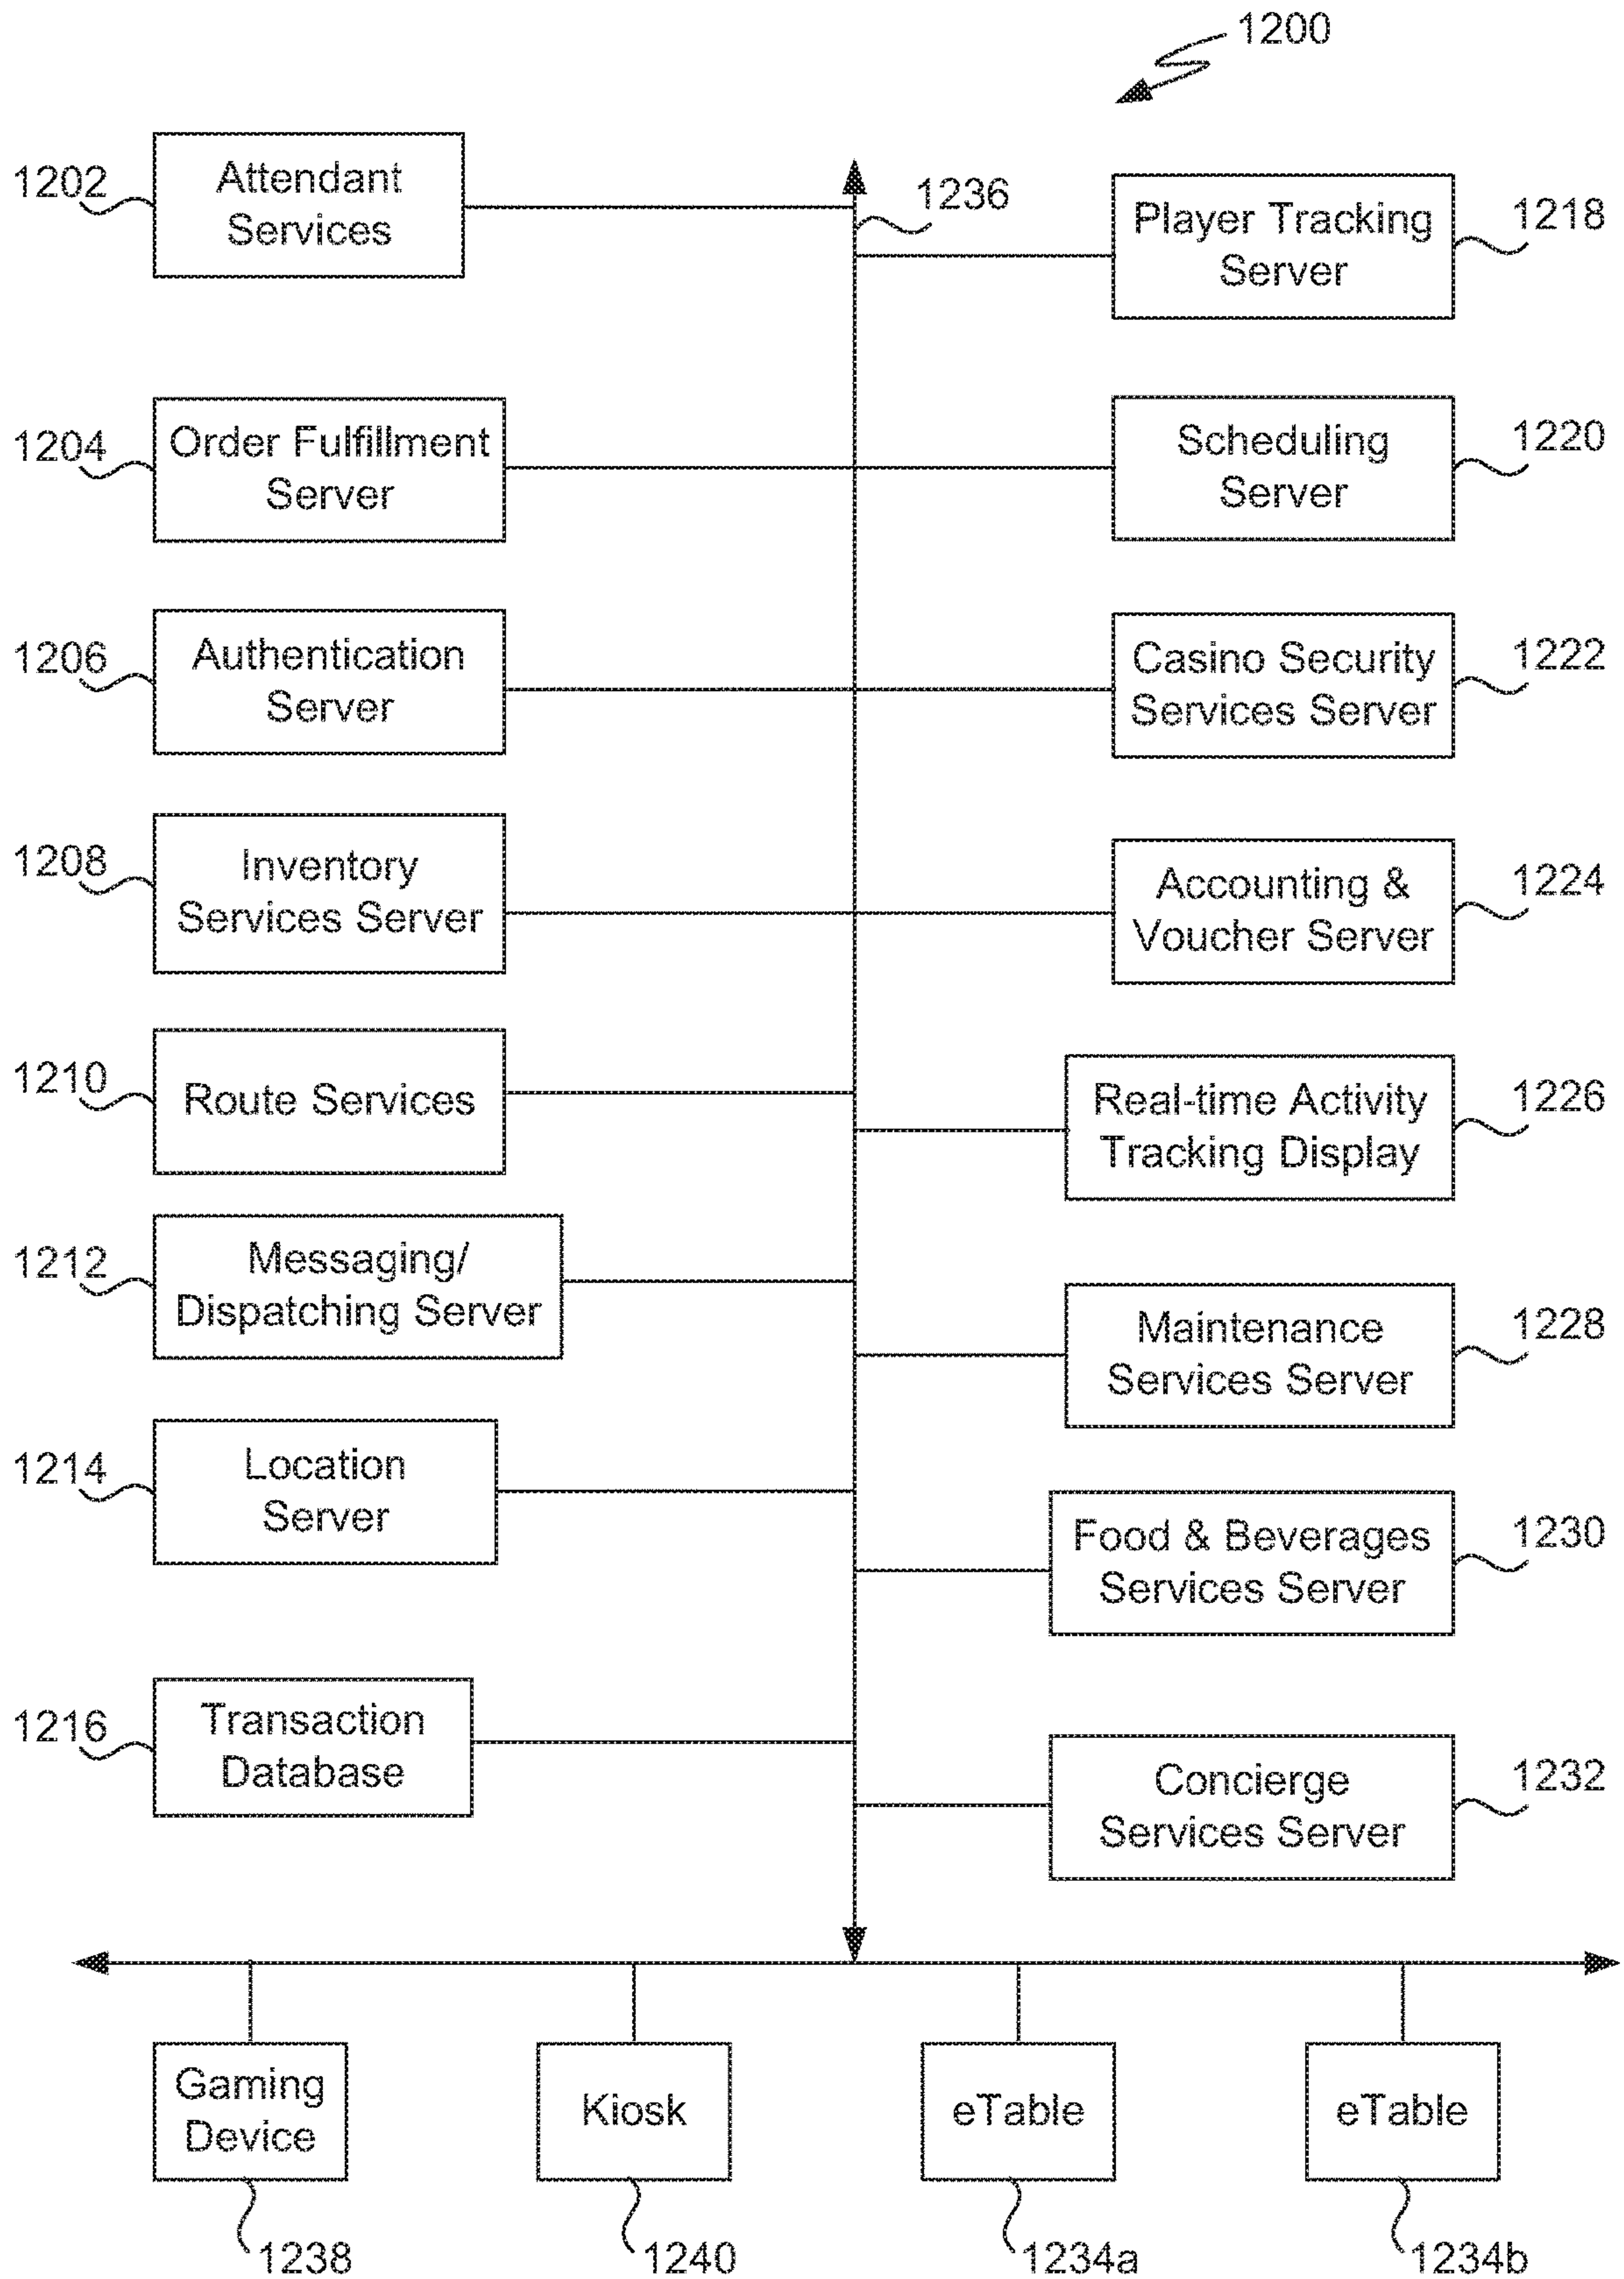 1200
1202
Attendant
Services
1236
Player Tracking
Server
1218
1204
Order Fulfillment
Server
Scheduling
Server
1220
1206
Authentication
Server
Casino Security
Services Server
1222
1208
Inventory
Services Server
Accounting &
Voucher Server
1224
1210
Route Services
Real-time Activity
Tracking Display
1226
1212
Messaging/
Dispatching Server
Maintenance
Services Server
1228
1214
Location
Server
Food & Beverages
Services Server
1230
1216
Transaction
Database
Concierge
Services Server
1232
Gaming
Device
Kiosk
eTable
eTable
1238
1240
1234a
1234b